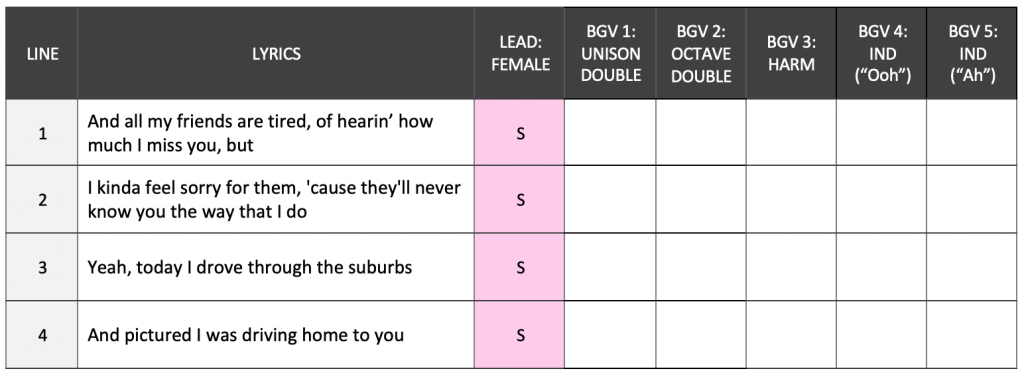 LINE LYRICS LEAD: FEMALE BGV 1: UNISON DOUBLE BGV 2: OCTAVE DOUBLE BGV 3: HARM BGV 4: IND (“Ooh”) BGV 5: IND (“Ah”)
1 And all my friends are tired, of hearin’ how
much I miss you, but S
2 I kinda feel sorry for them, 'cause they'll never
know you the way that I do S
3 Yeah, today I drove through the suburbs S
4 And pictured I was driving home to you S